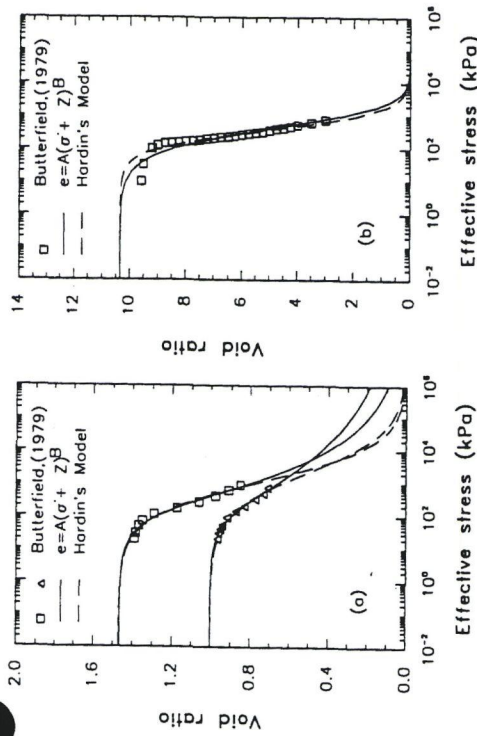 2.0
1.6
1.2
0.8
0.4
0.0
Void ratio
□ △ Butterfield,(1979)
e=A(σ'+ Z)ᴮ
Hardin's Model
(a)
10⁻² 10⁰ 10² 10⁴ 10⁶
Effective stress (kPa)
14
12
10
8
6
4
2
0
Void ratio
□ Butterfield,(1979)
e=A(σ'+ Z)ᴮ
Hardin's Model
(b)
10⁻² 10⁰ 10² 10⁴ 10⁶
Effective stress (kPa)